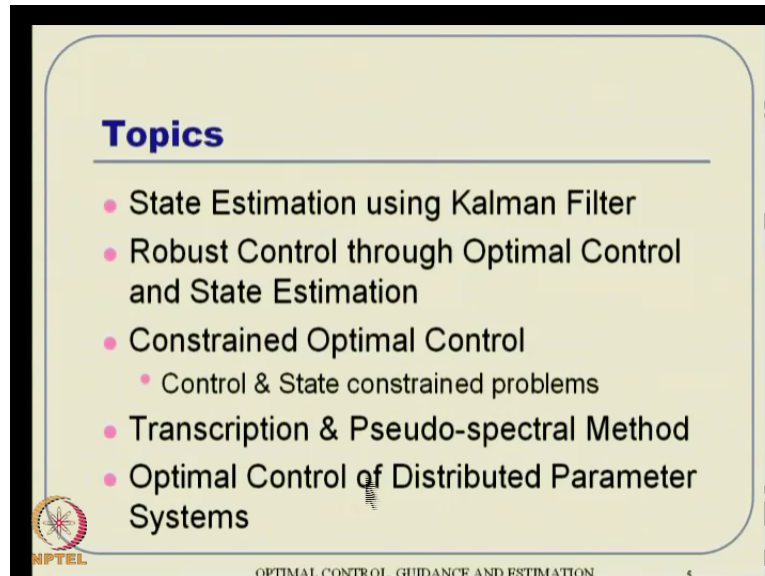 Topics
State Estimation using Kalman Filter
Robust Control through Optimal Control
and State Estimation
Constrained Optimal Control
Control & State constrained problems
Transcription & Pseudo-spectral Method
Optimal Control of Distributed Parameter
Systems
NPTEL
OPTIMAL CONTROL, GUIDANCE AND ESTIMATION
5